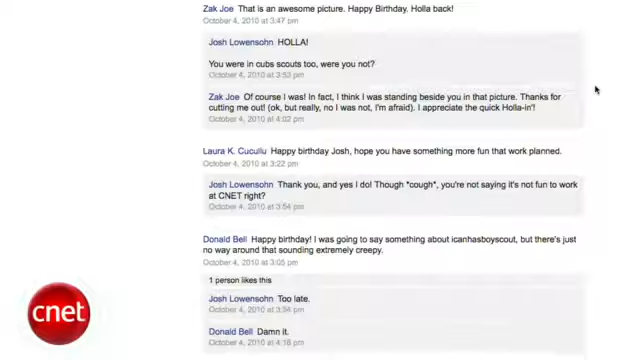 Zak Joe That is an awesome picture. Happy Birthday. Holla back!
October 4, 2010 at 3:47 pm
Josh Lowensohn HOLLA!
You were in cubs scouts too, were you not?
October 4, 2010 at 3:53 pm
Zak Joe Of course I was! In fact, I think I was standing beside you in that picture. Thanks for
cutting me out! (ok, but really, no I was not, I'm afraid). I appreciate the quick Holla-in'!
October 4, 2010 at 4:02 pm
Laura K. Cucullu Happy birthday Josh, hope you have something more fun that work planned.
October 4, 2010 at 3:22 pm
Josh Lowensohn Thank you, and yes I do! Though *cough*, you're not saying it's not fun to work
at CNET right?
October 4, 2010 at 3:54 pm
Donald Bell Happy birthday! I was going to say something about icanhasboyscout, but there's just
no way around that sounding extremely creepy.
October 4, 2010 at 3:05 pm
1 person likes this
Josh Lowensohn Too late.
October 4, 2010 at 3:54 pm
Donald Bell Damn it.
October 4, 2010 at 4:18 pm
cnet